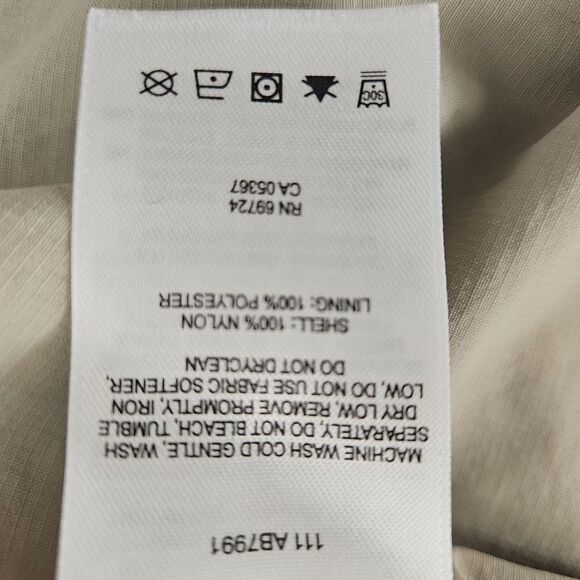 111 AB7991
MACHINE WASH COLD GENTLE, WASH
SEPARATELY, DO NOT BLEACH, TUMBLE
DRY LOW, REMOVE PROMPTLY, IRON
LOW, DO NOT USE FABRIC SOFTENER,
DO NOT DRYCLEAN
SHELL: 100% NYLON
LINING: 100% POLYESTER
RN 69724
CA 05367
30C